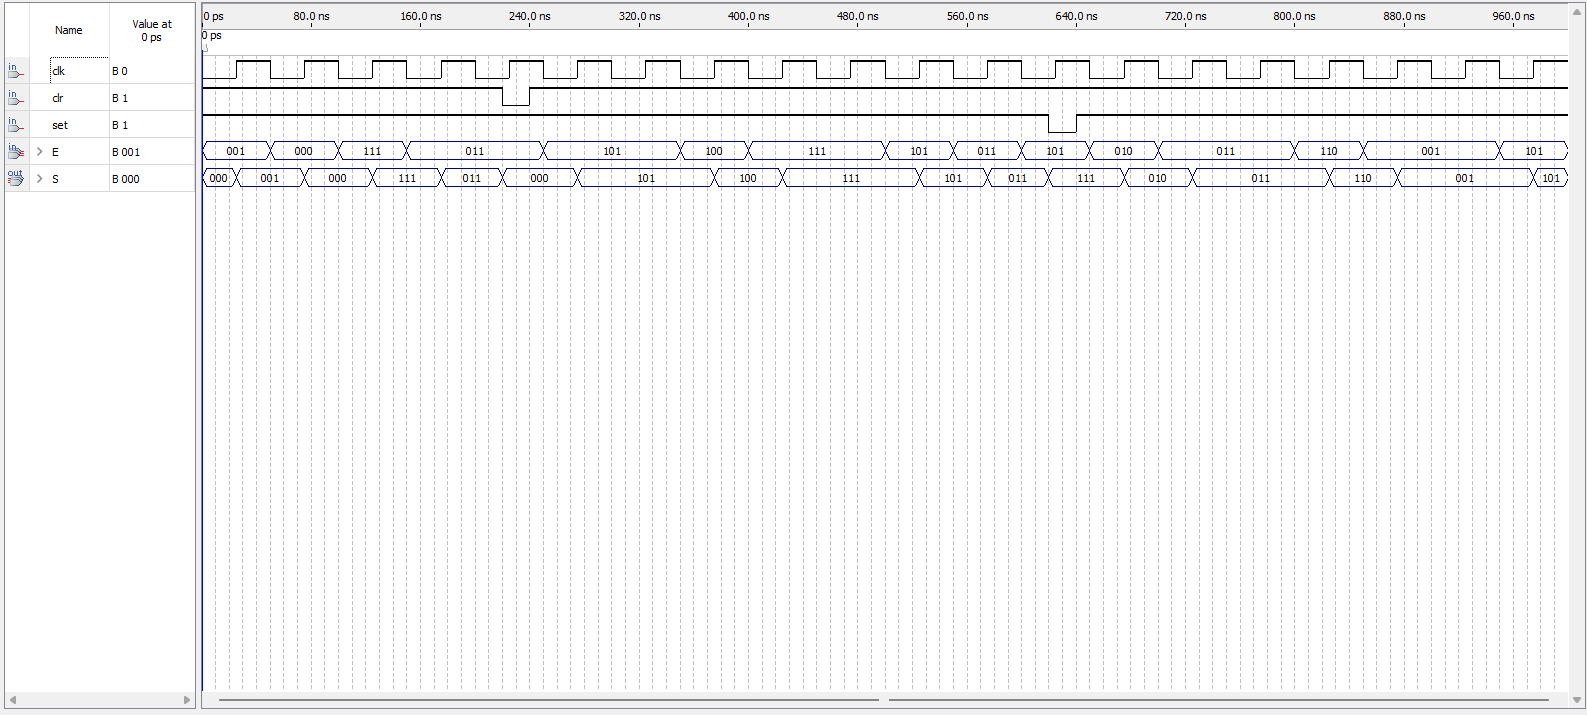 Name Value at 0 ps
0 ps 80.0 ns 160.0 ns 240.0 ns 320.0 ns 400.0 ns 480.0 ns 560.0 ns 640.0 ns 720.0 ns 800.0 ns 880.0 ns 960.0 ns
0 ps
in clk B 0
in clr B 1
in set B 1
in > E B 001 001 000 111 011 101 100 111 101 011 101 010 011 110 001 101
out > S B 000 000 001 000 111 011 000 101 100 111 101 011 111 010 011 110 001 101